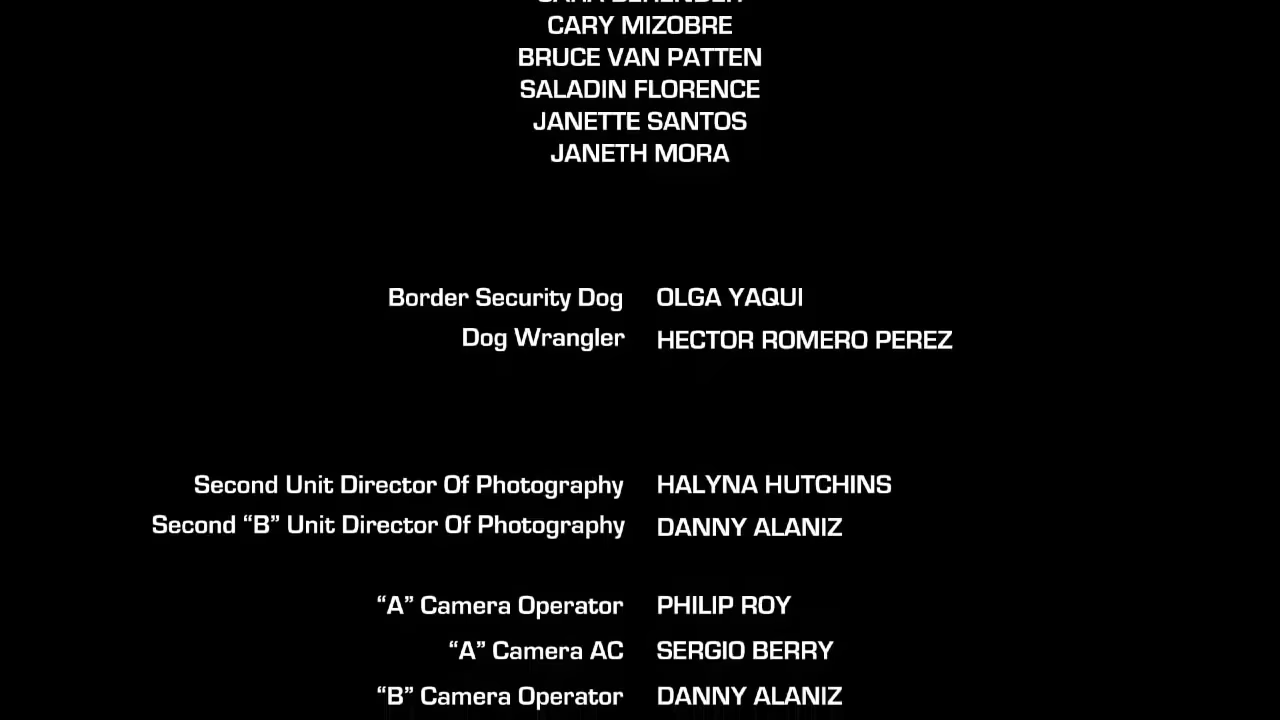 CARY MIZOBRE
BRUCE VAN PATTEN
SALADIN FLORENCE
JANETTE SANTOS
JANETH MORA
Border Security Dog OLGA YAQUI
Dog Wrangler HECTOR ROMERO PEREZ
Second Unit Director Of Photography HALYNA HUTCHINS
Second “B” Unit Director Of Photography DANNY ALANIZ
“A” Camera Operator PHILIP ROY
“A” Camera AC SERGIO BERRY
“B” Camera Operator DANNY ALANIZ